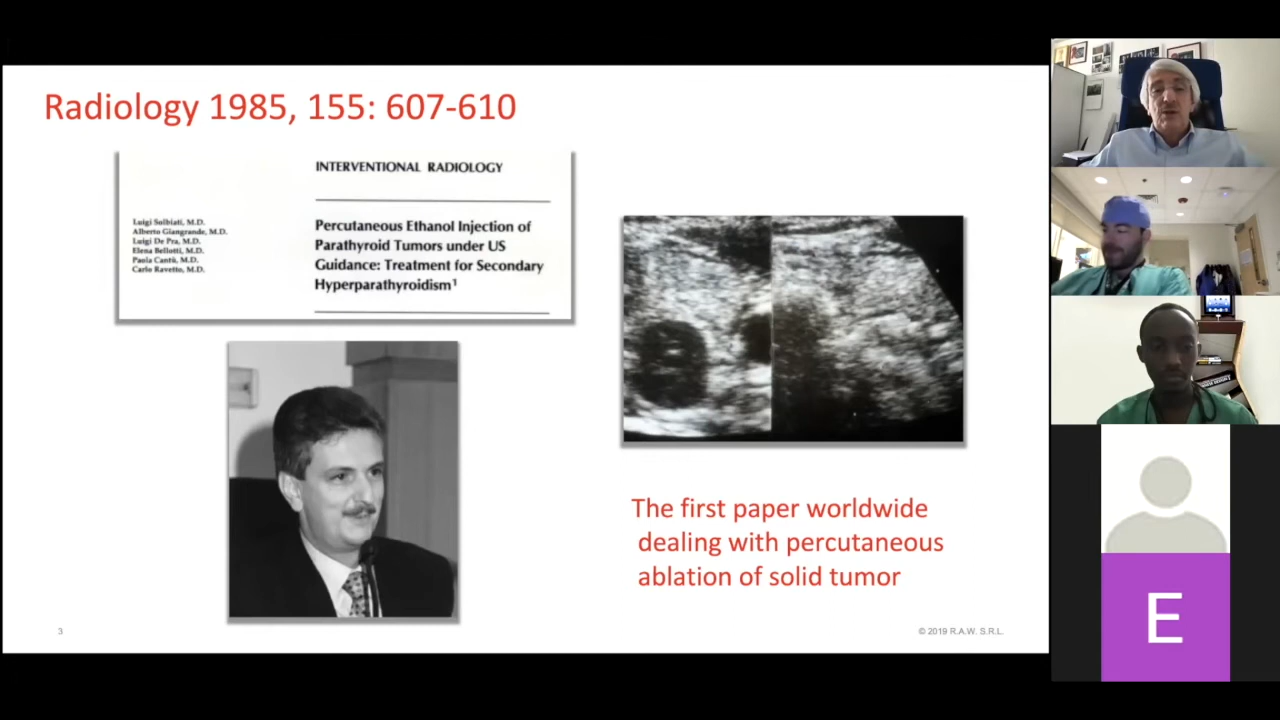 Radiology 1985, 155: 607-610
INTERVENTIONAL RADIOLOGY
Luigi Solbiati, M.D.
Alberto Giangrande, M.D.
Luigi De Pra, M.D.
Elena Bellotti, M.D.
Paola Cantù, M.D.
Carlo Ravetto, M.D.
Percutaneous Ethanol Injection of
Parathyroid Tumors under US
Guidance: Treatment for Secondary
Hyperparathyroidism¹
The first paper worldwide
dealing with percutaneous
ablation of solid tumor
3
© 2019 R.A.W. S.R.L.
E